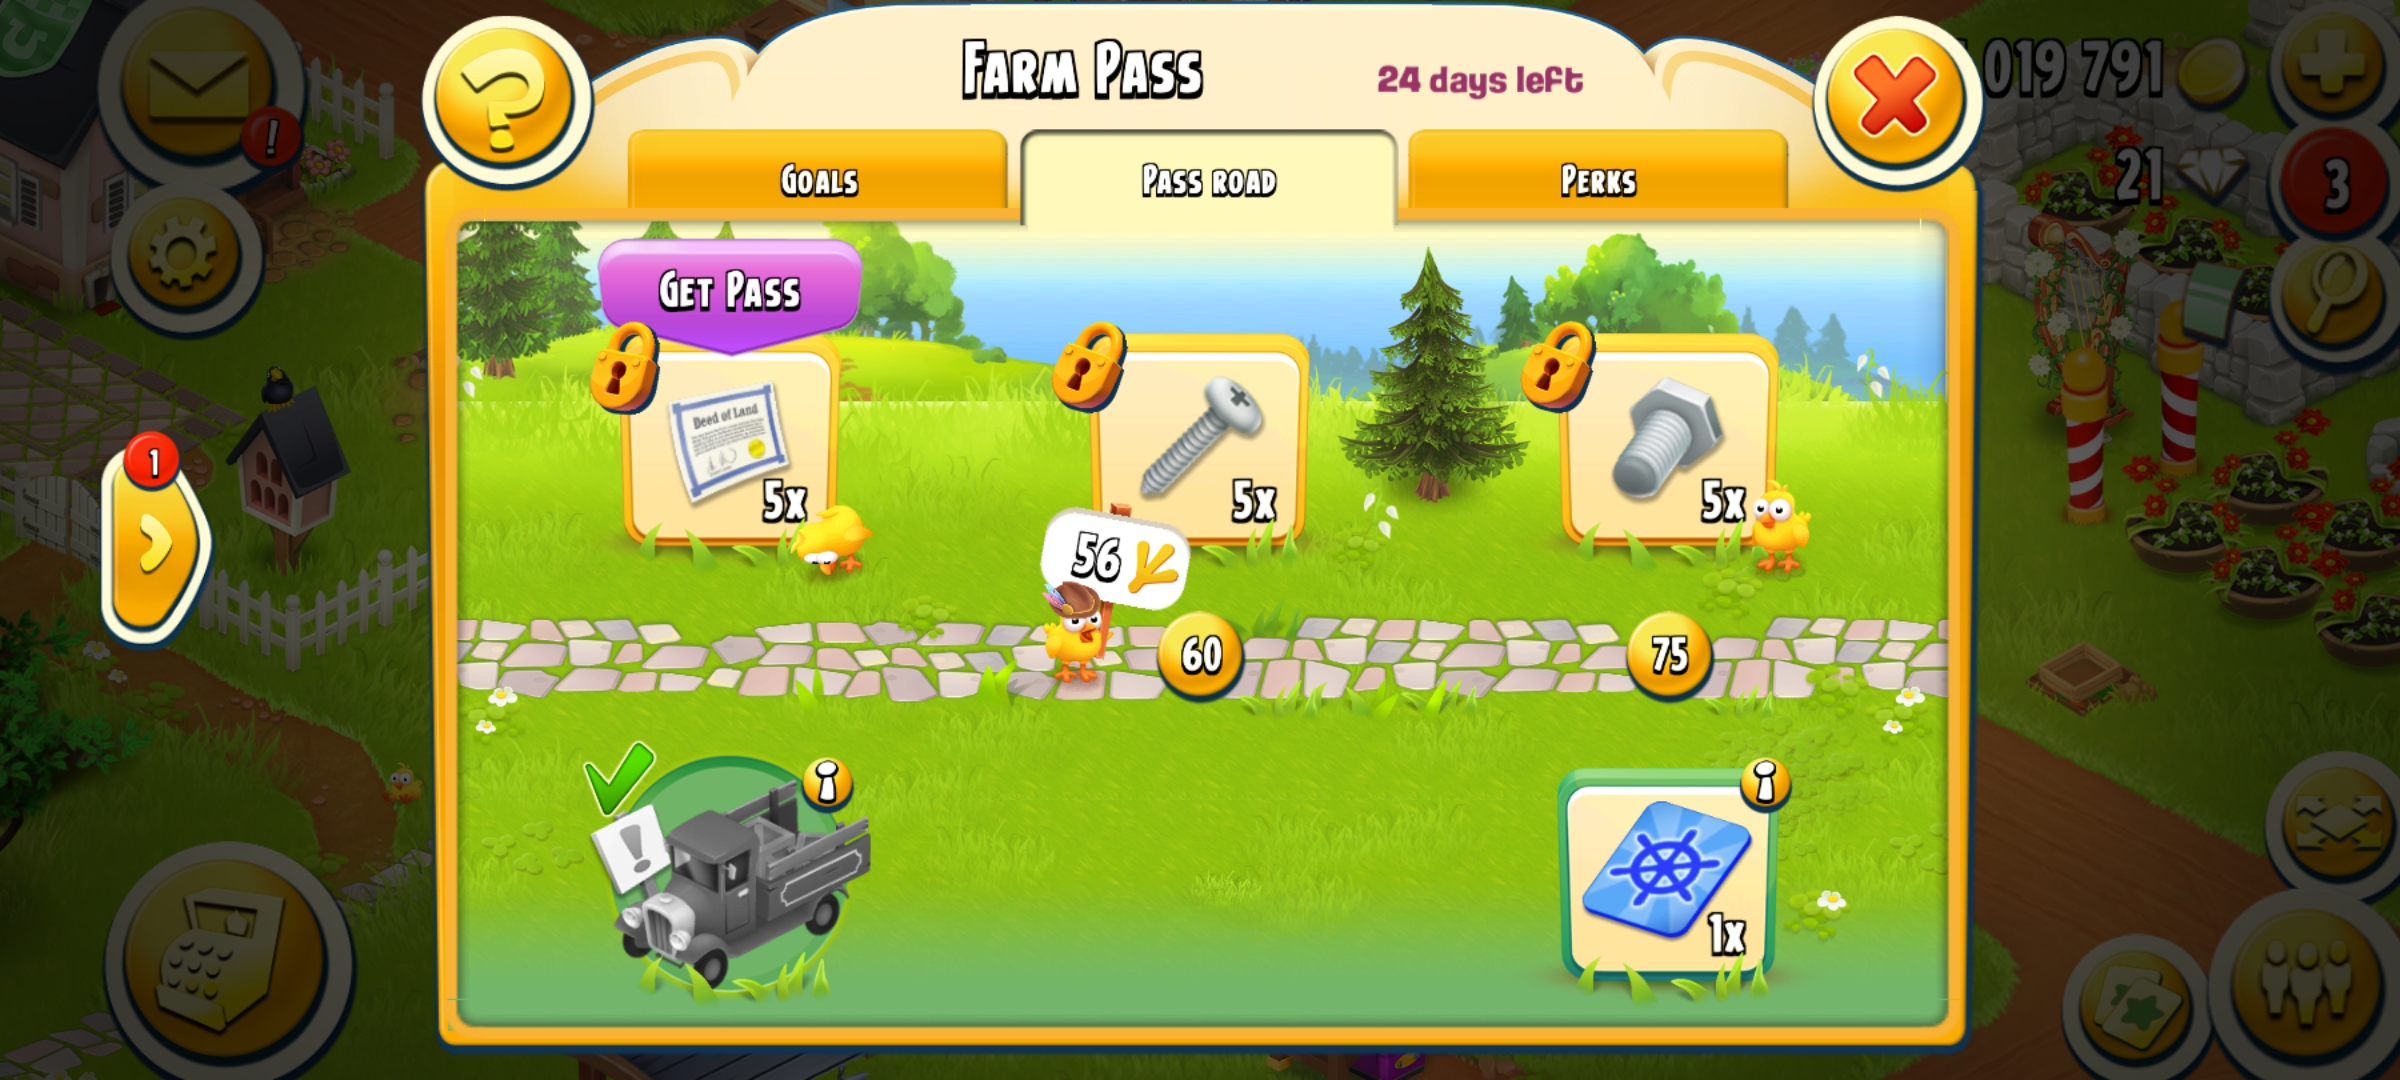 FARM PASS
24 days left
019 791
GOALS
PASS ROAD
PERKS
21
3
GET PASS
Deed of Land
5x
5x
5x
1
56
60
75
1x